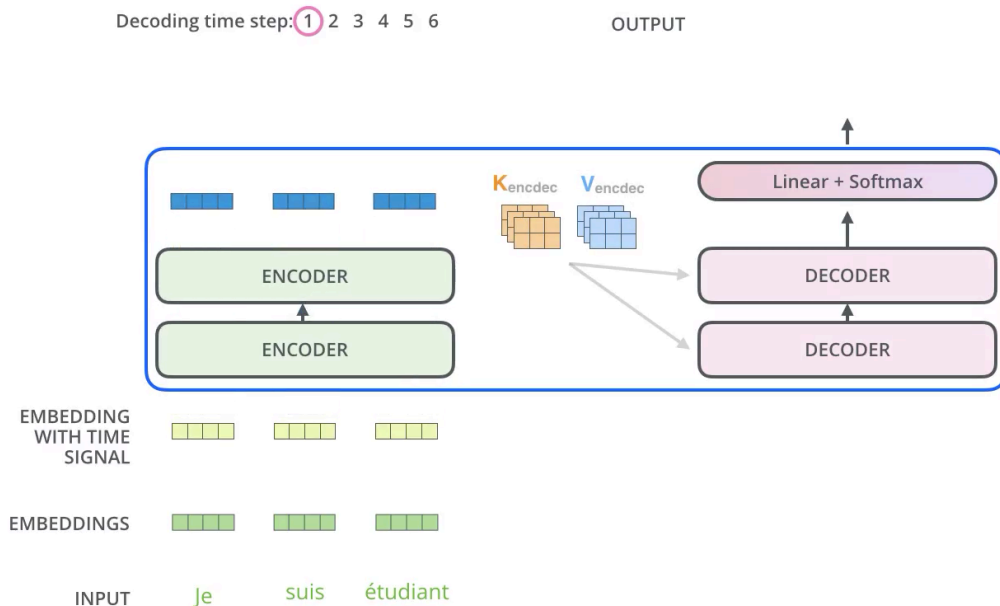 Decoding time step: 1 2 3 4 5 6
OUTPUT
Kencdec Vencdec
Linear + Softmax
ENCODER
DECODER
ENCODER
DECODER
EMBEDDING
WITH TIME
SIGNAL
EMBEDDINGS
INPUT Je suis étudiant